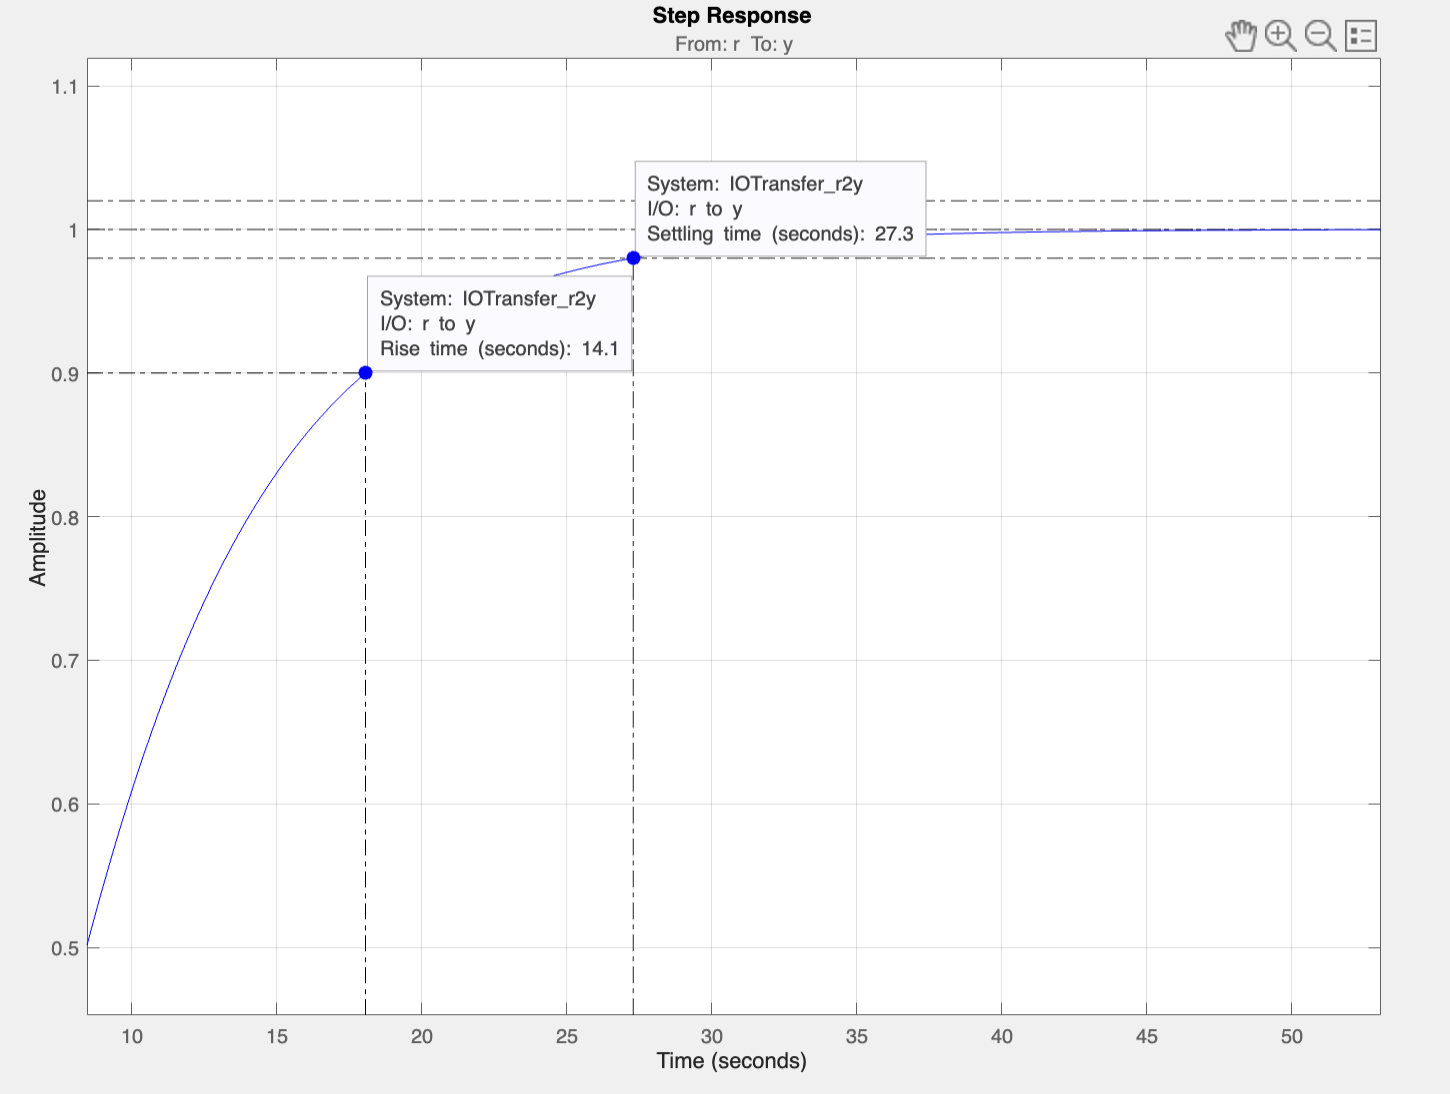 Step Response
From: r To: y
1.1
1
0.9
0.8
0.7
0.6
0.5
Amplitude
System: IOTransfer_r2y
I/O: r to y
Settling time (seconds): 27.3
System: IOTransfer_r2y
I/O: r to y
Rise time (seconds): 14.1
10 15 20 25 30 35 40 45 50
Time (seconds)